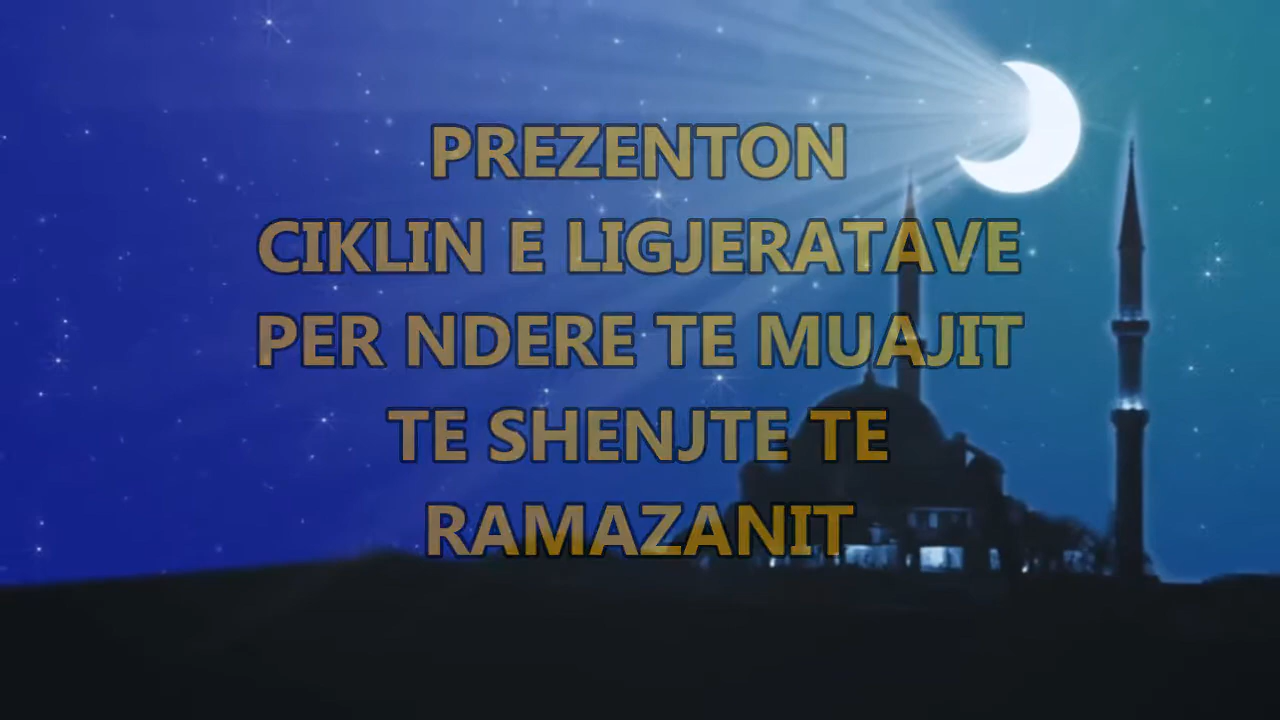 PREZENTON
CIKLIN E LIGJERATAVE
PER NDERE TE MUAJIT
TE SHENJTE TE
RAMAZANIT